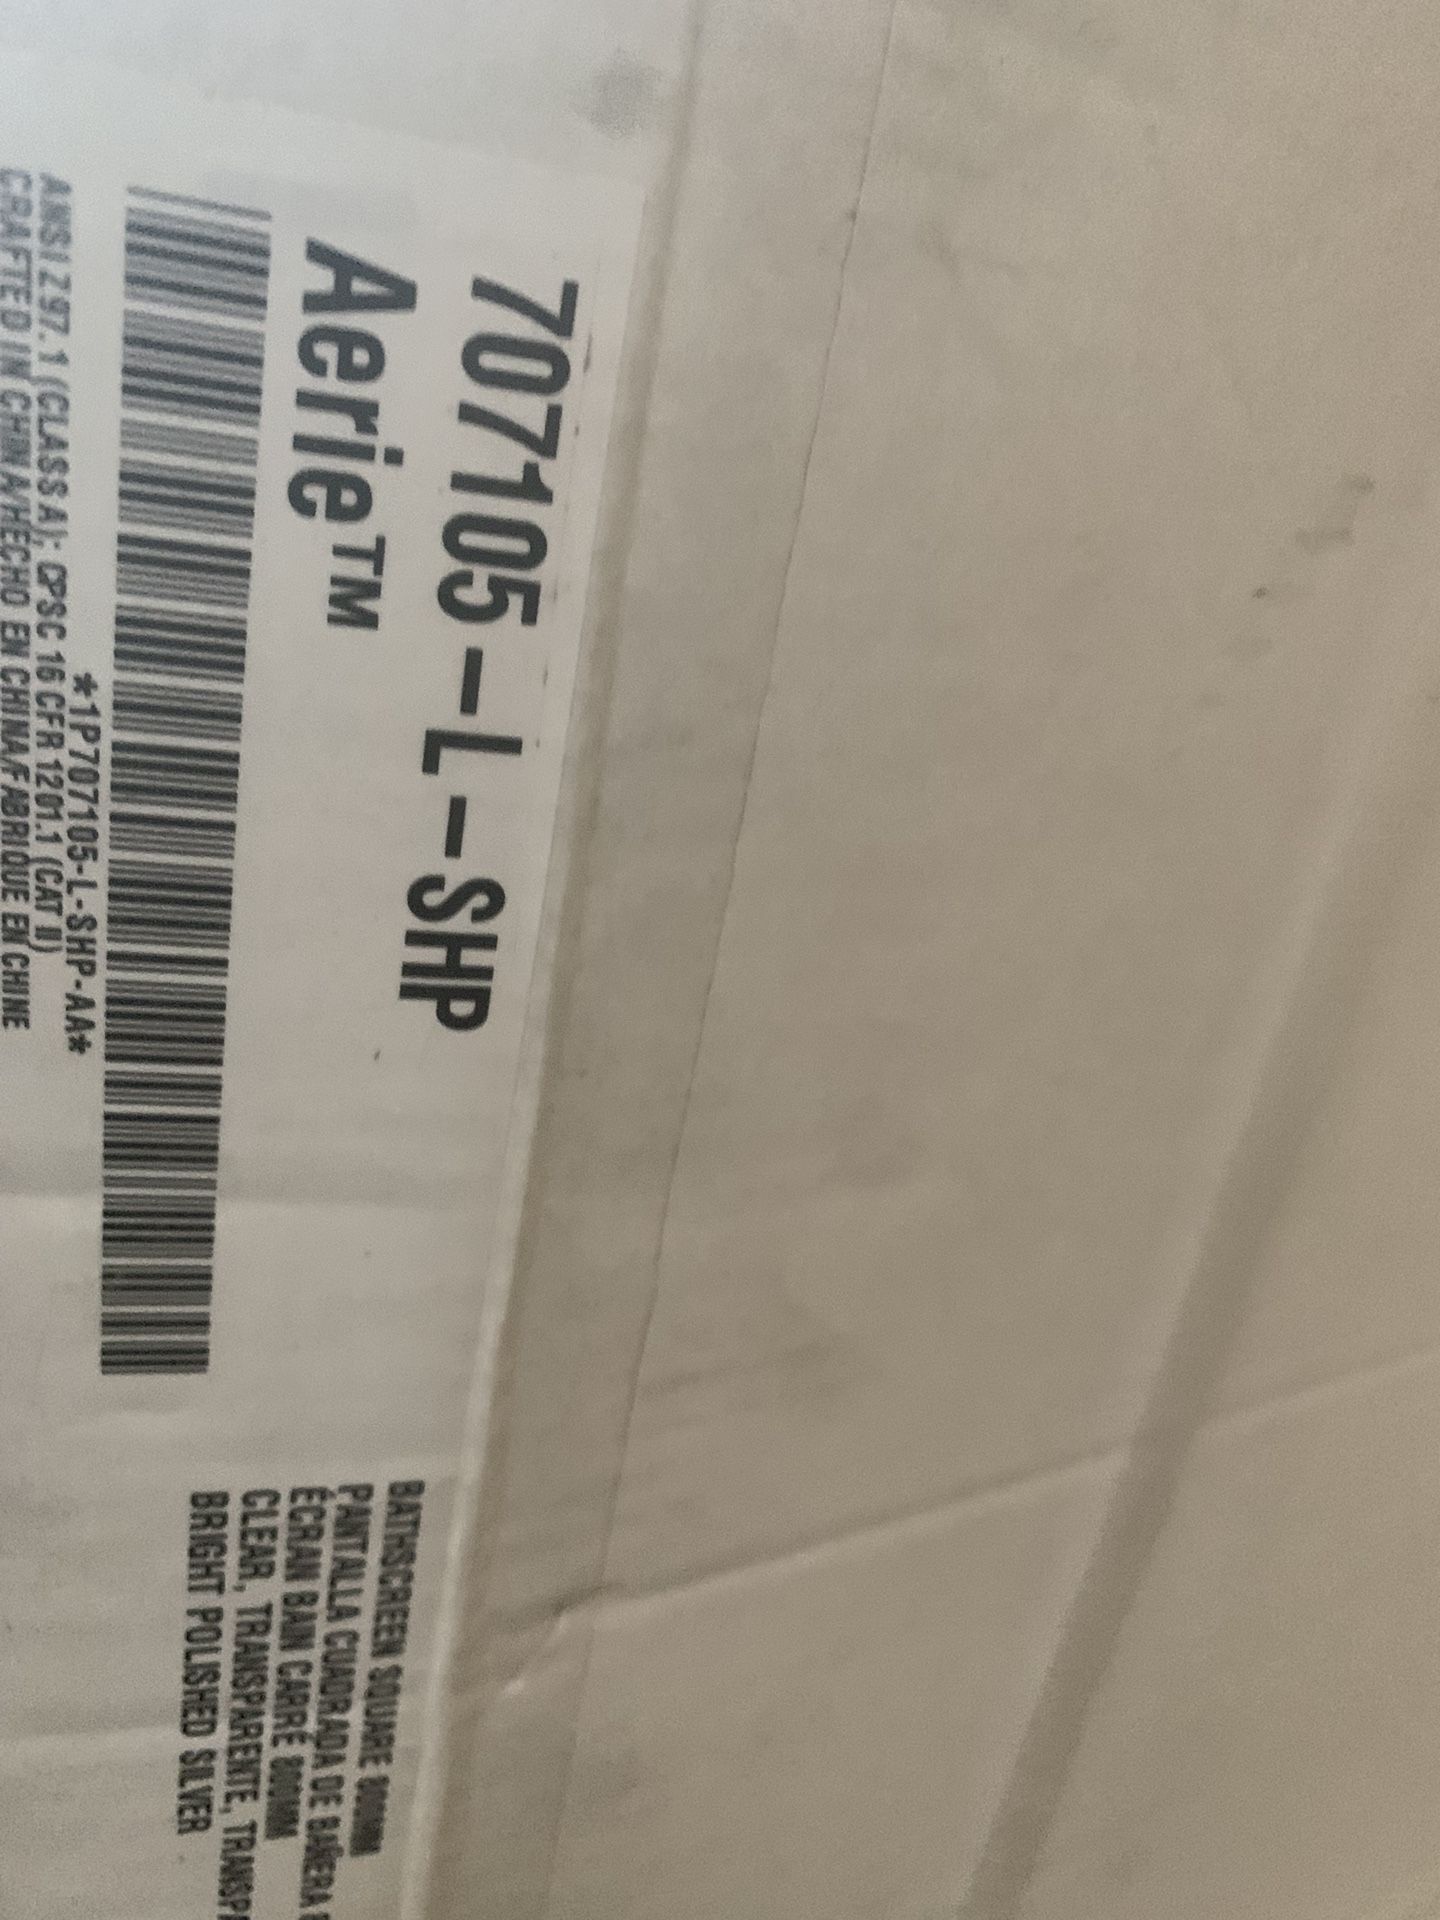 707105-L-SHP
Aerie™
*1P707105-L-SHP-AA*
ANSI Z97.1 (CLASS A); CPSC 16 CFR 1201.1 (CAT II)
CRAFTED IN CHINA/HECHO EN CHINA/FABRIQUE EN CHINE
BATHSCREEN SQUARE 800MM
PANTALLA CUADRADA DE BAÑERA
ÉCRAN BAIN CARRÉ 800MM
CLEAR, TRANSPARENTE,
BRIGHT POLISHED SILVER